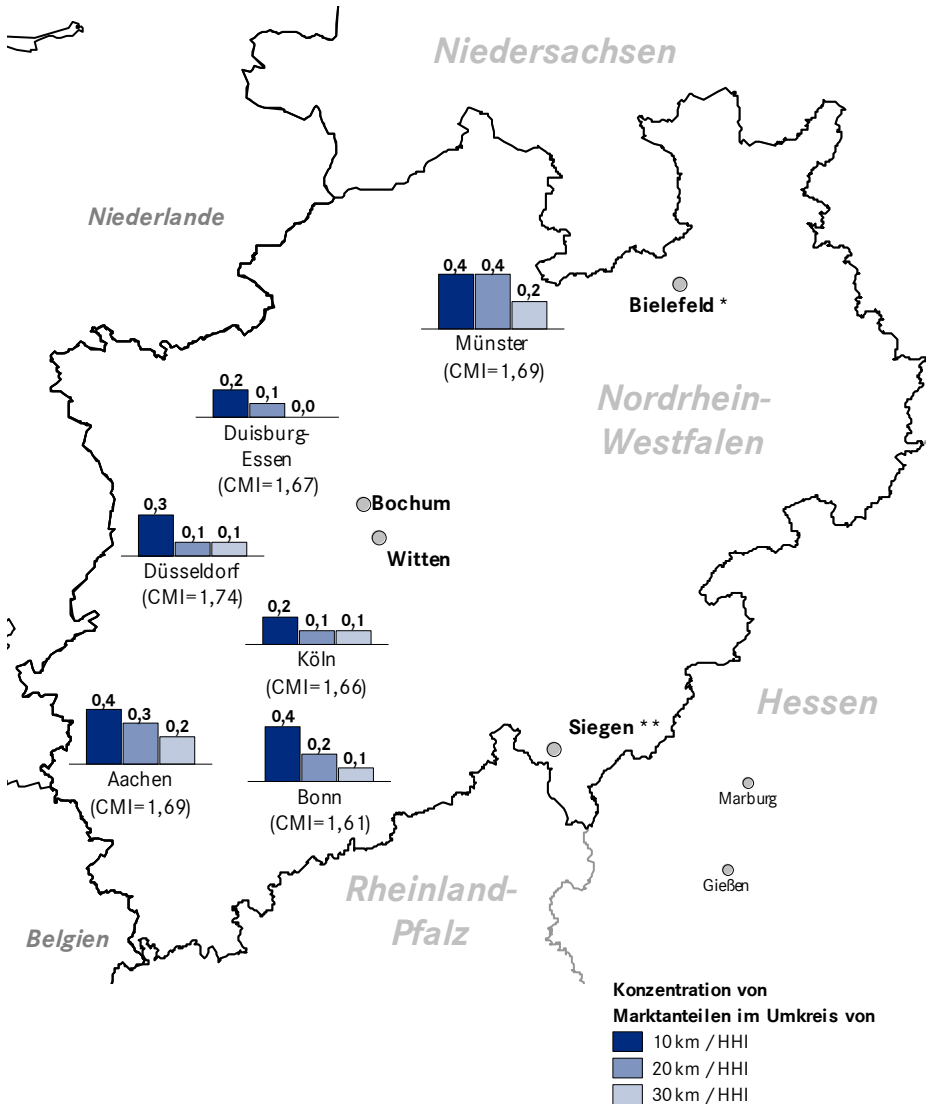 Niedersachsen
Niederlande
0,4 0,4 0,2
Münster
(CMI=1,69)
Bielefeld *
0,2 0,1 0,0
Duisburg-
Essen
(CMI=1,67)
Nordrhein-
Westfalen
Bochum
Witten
0,3 0,1 0,1
Düsseldorf
(CMI=1,74)
0,2 0,1 0,1
Köln
(CMI=1,66)
Hessen
0,4 0,3 0,2
Aachen
(CMI=1,69)
0,4 0,2 0,1
Bonn
(CMI=1,61)
Siegen **
Marburg
Gießen
Rheinland-
Pfalz
Belgien
Konzentration von
Marktanteilen im Umkreis von
10 km / HHI
20 km / HHI
30 km / HHI